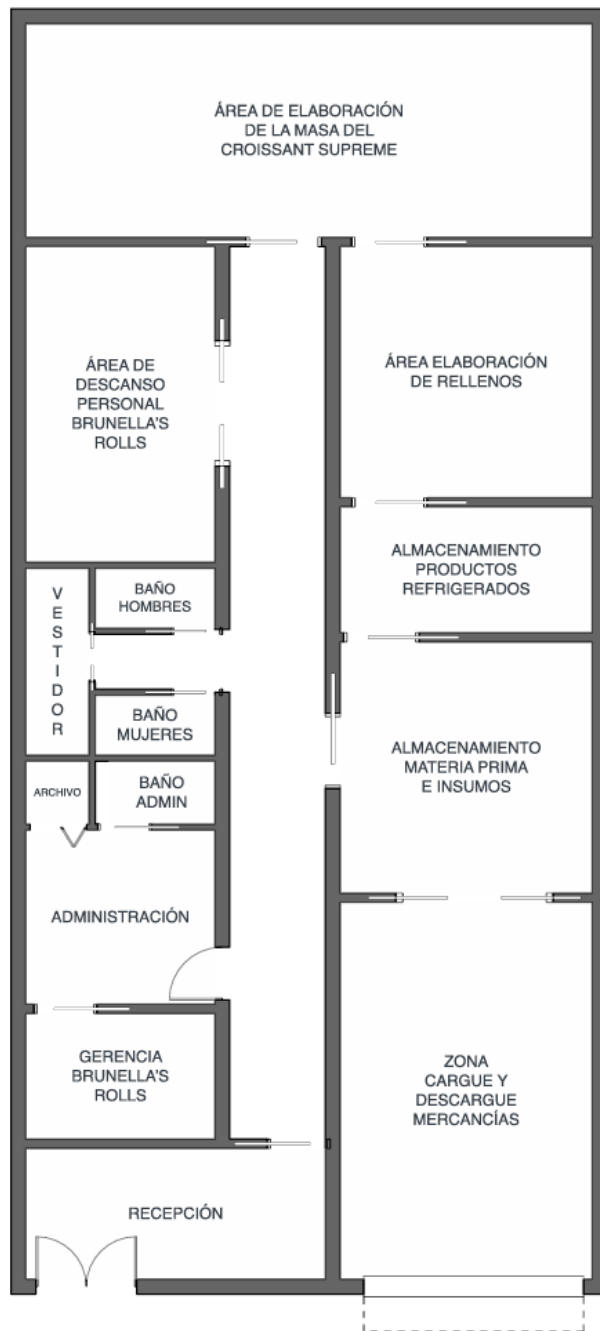 ÁREA DE ELABORACIÓN
DE LA MASA DEL
CROISSANT SUPREME
ÁREA DE
DESCANSO
PERSONAL
BRUNELLA'S
ROLLS
ÁREA ELABORACIÓN
DE RELLENOS
ALMACENAMIENTO
PRODUCTOS
REFRIGERADOS
VESTIDOR
BAÑO
HOMBRES
BAÑO
MUJERES
ALMACENAMIENTO
MATERIA PRIMA
E INSUMOS
ARCHIVO
BAÑO
ADMIN
ADMINISTRACIÓN
GERENCIA
BRUNELLA'S
ROLLS
ZONA
CARGUE Y
DESCARGUE
MERCANCÍAS
RECEPCIÓN